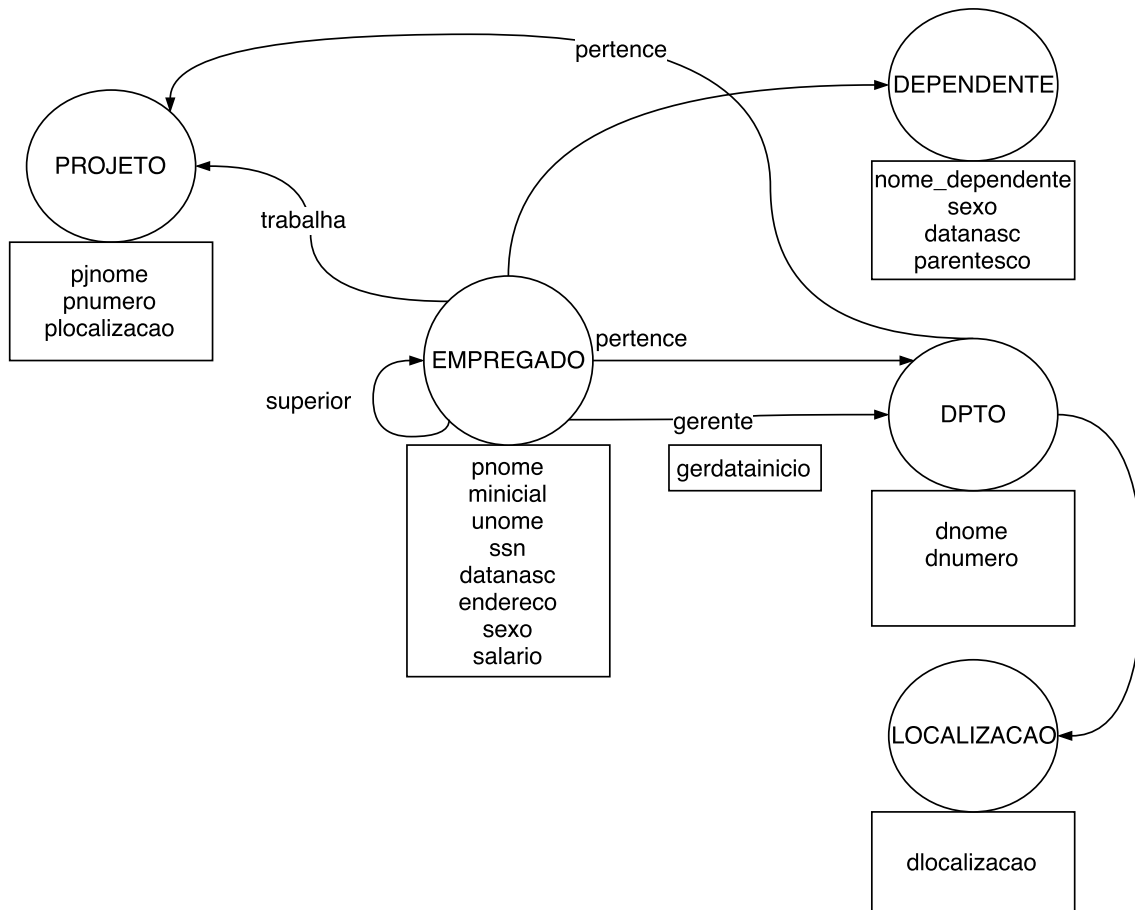 pertence
DEPENDENTE
PROJETO
nome_dependente
sexo
datanasc
parentesco
trabalha
pjnome
pnumero
plocalizacao
pertence
EMPREGADO
superior
gerente
DPTO
gerdatainicio
pnome
minicial
unome
ssn
datanasc
endereco
sexo
salario
dnome
dnumero
LOCALIZACAO
dlocalizacao